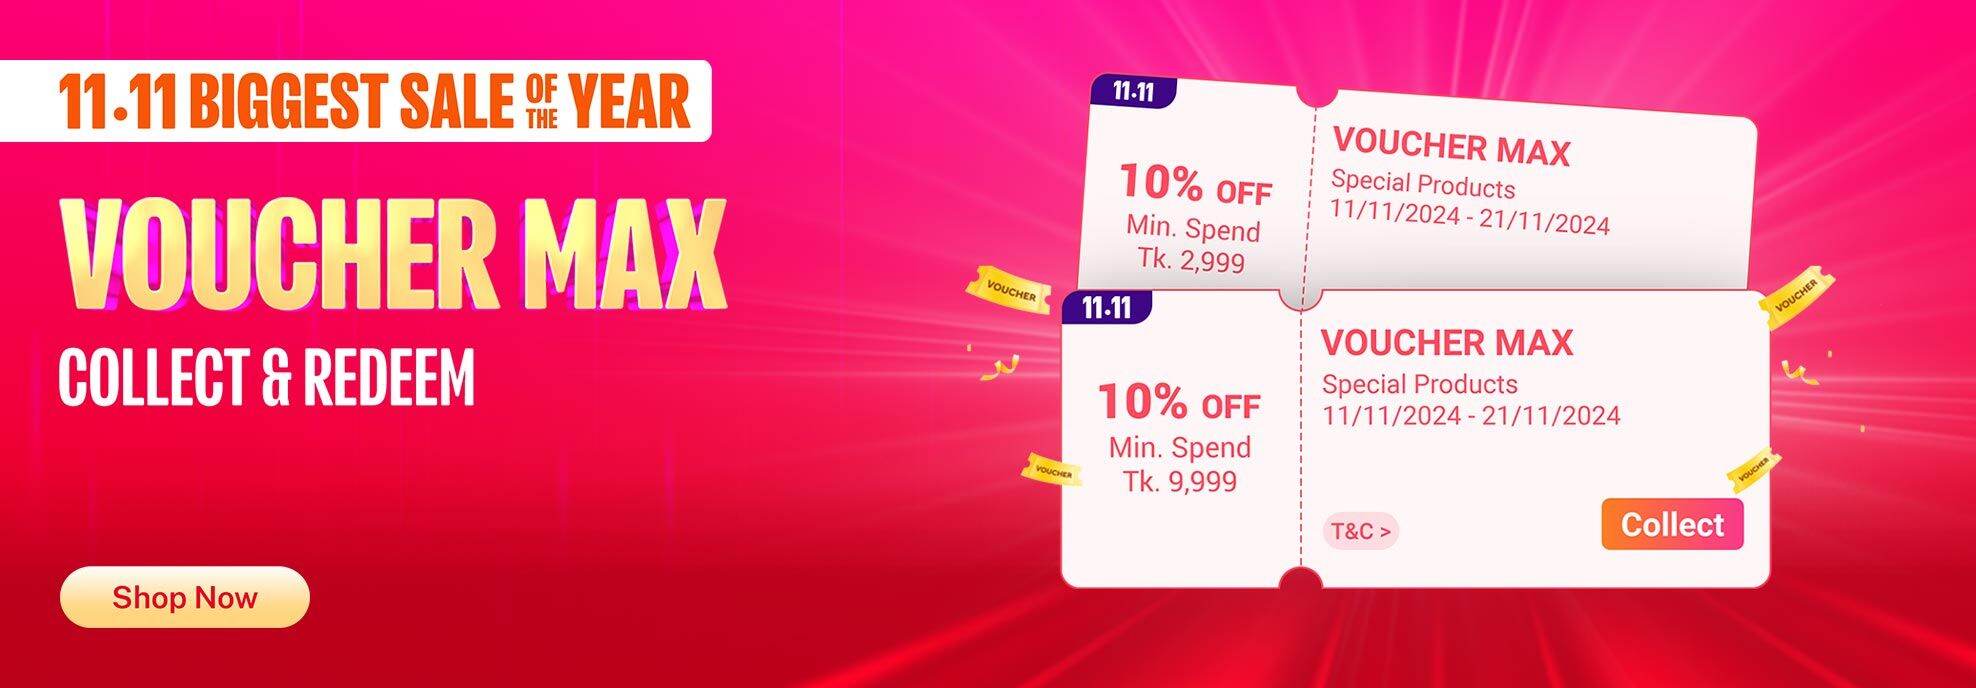 11.11 BIGGEST SALE OF THE YEAR
VOUCHER MAX
COLLECT & REDEEM
Shop Now
11.11
10% OFF
Min. Spend
Tk. 2,999
VOUCHER MAX
Special Products
11/11/2024 - 21/11/2024
11.11
10% OFF
Min. Spend
Tk. 9,999
VOUCHER MAX
Special Products
11/11/2024 - 21/11/2024
T&C >
Collect
VOUCHER
VOUCHER
VOUCHER
VOUCHER